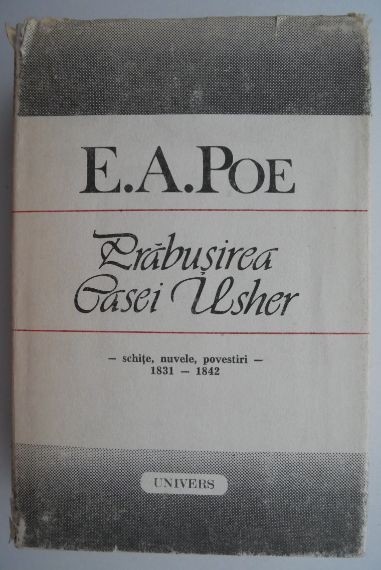 E.A.POE
Prăbușirea
Casei Usher
— schițe, nuvele, povestiri —
1831 — 1842
UNIVERS